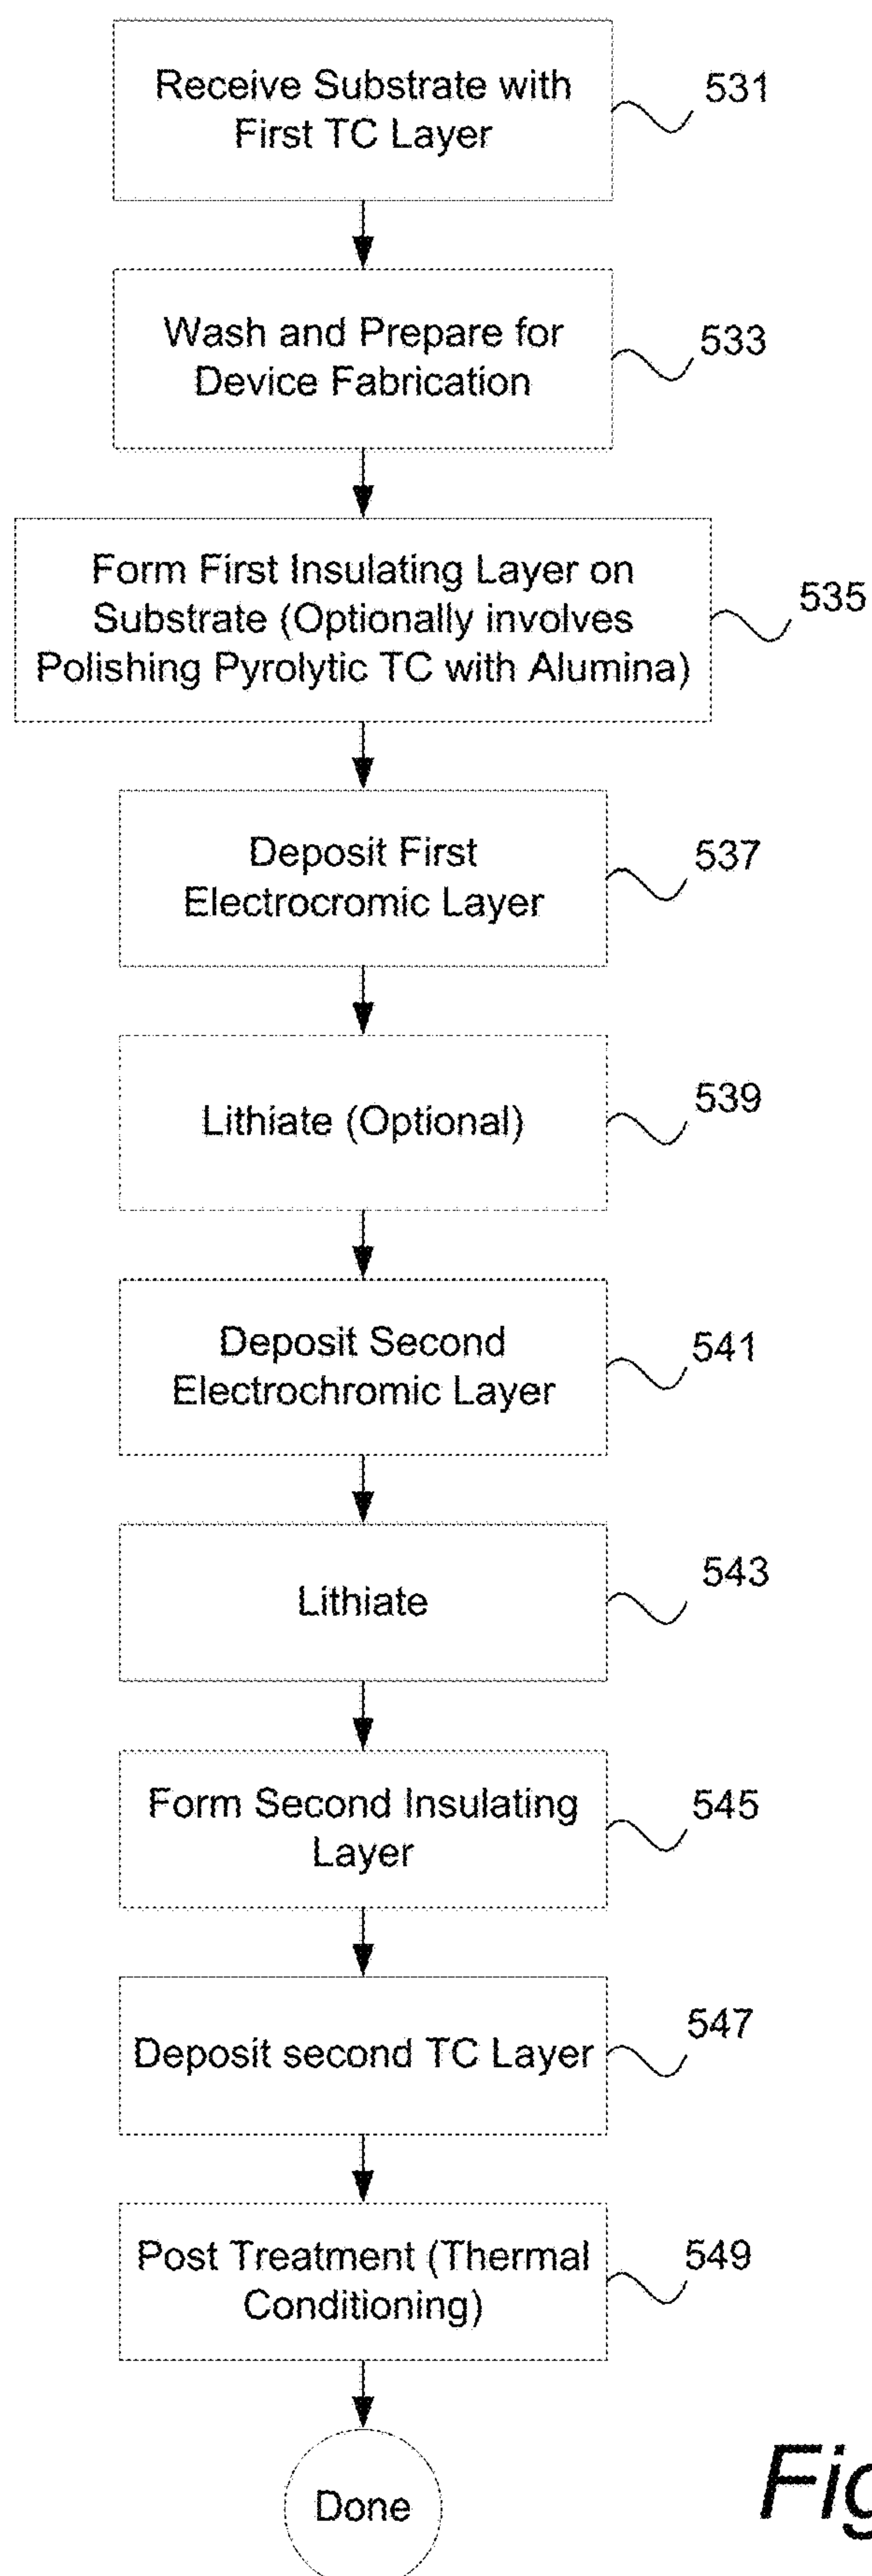 Receive Substrate with
First TC Layer
531
Wash and Prepare for
Device Fabrication
533
Form First Insulating Layer on
Substrate (Optionally involves
Polishing Pyrolytic TC with Alumina)
535
Deposit First
Electrocromic Layer
537
Lithiate (Optional)
539
Deposit Second
Electrochromic Layer
541
Lithiate
543
Form Second Insulating
Layer
545
Deposit second TC Layer
547
Post Treatment (Thermal
Conditioning)
549
Done
Fig